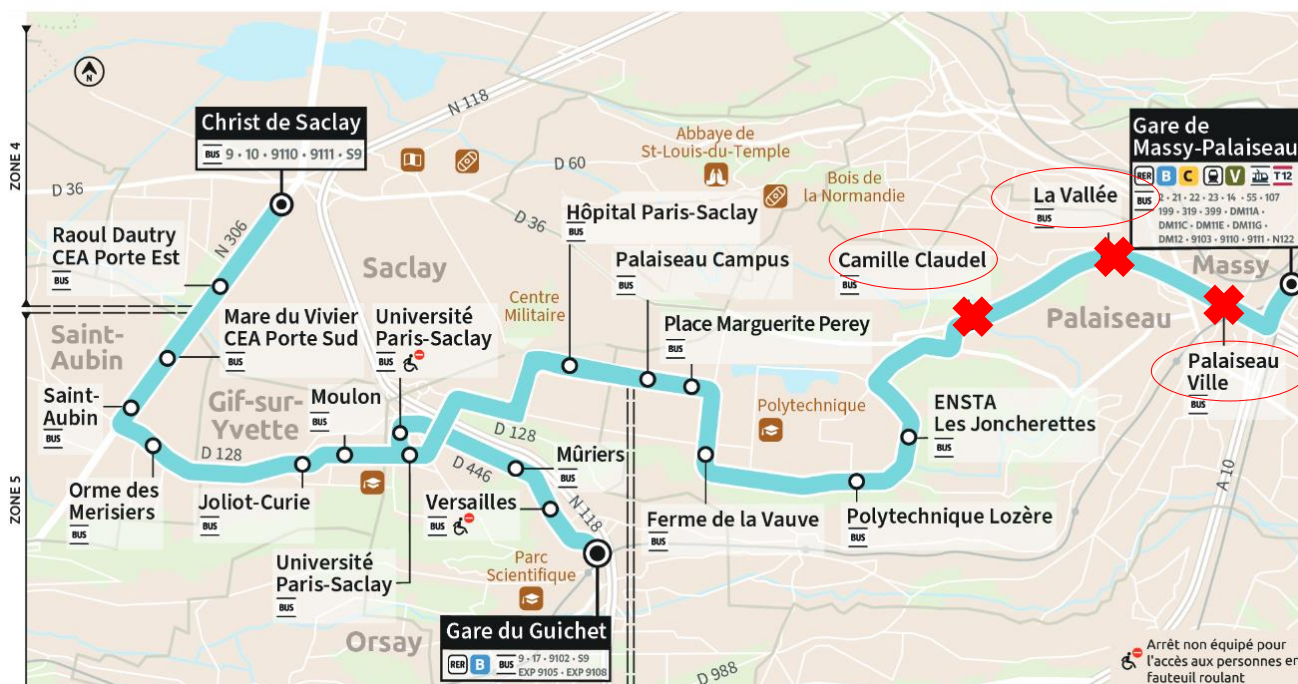 ZONE 4
ZONE 5
N
Christ de Saclay
BUS 9 • 10 • 9110 • 9111 • S9
N 118
D 36
N 306
Raoul Dautry
CEA Porte Est
BUS
Saclay
Abbaye de
St-Louis-du-Temple
D 60
Bois de
la Normandie
D 36
Hôpital Paris-Saclay
BUS
La Vallée
BUS
Gare de
Massy-Palaiseau
RER B C V T12
BUS 2 • 21 • 22 • 23 • 14 • 55 • 107
199 • 319 • 399 • DM11A •
DM11C • DM11E • DM11G •
DM12 • 9103 • 9110 • 9111 • N122
Massy
Palaiseau Campus
BUS
Camille Claudel
BUS
Centre
Militaire
Saint-
Aubin
Mare du Vivier
CEA Porte Sud
BUS
Université
Paris-Saclay
BUS
Place Marguerite Perey
BUS
Palaiseau
Palaiseau
Ville
BUS
Saint-
Aubin
BUS
Gif-sur-
Yvette
Moulon
BUS
Polytechnique
ENSTA
Les Joncherettes
BUS
D 128
D 128
D 446
Mûriers
BUS
A 10
Orme des
Merisiers
BUS
Joliot-Curie
BUS
Versailles
BUS
N 118
Ferme de la Vauve
BUS
Polytechnique Lozère
BUS
Université
Paris-Saclay
BUS
Parc
Scientifique
Orsay
Gare du Guichet
RER B BUS 9 • 17 • 9102 • S9
EXP 9105 • EXP 9108
D 988
Arrêt non équipé pour
l'accès aux personnes en
fauteuil roulant